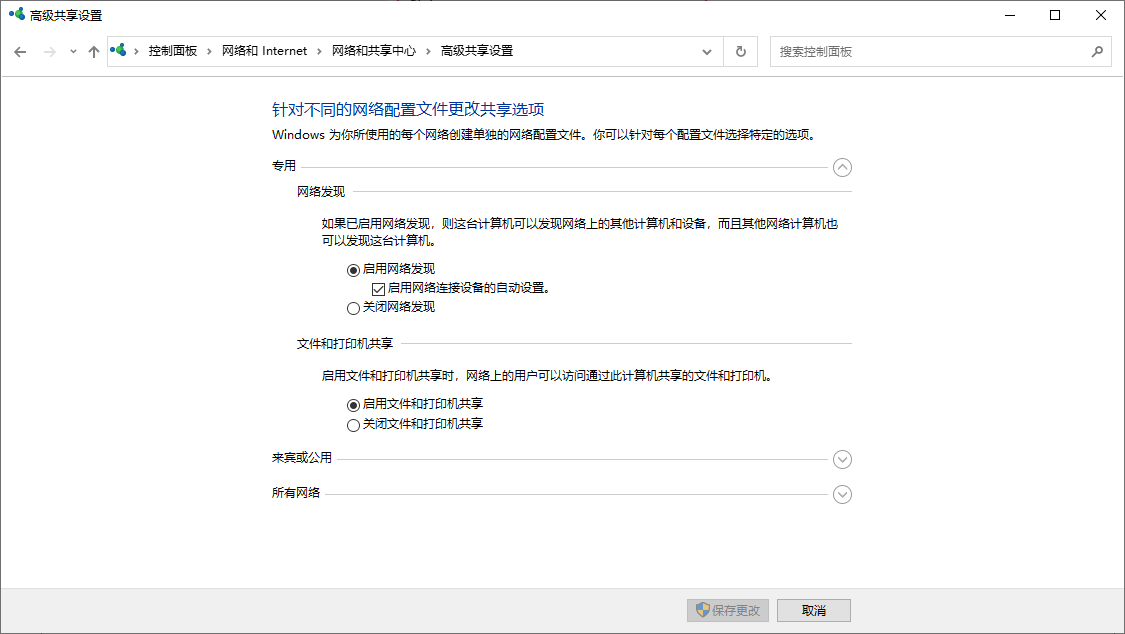 高级共享设置
控制面板 › 网络和 Internet › 网络和共享中心 › 高级共享设置
搜索控制面板
针对不同的网络配置文件更改共享选项
Windows 为你所使用的每个网络创建单独的网络配置文件。你可以针对每个配置文件选择特定的选项。
专用
网络发现
如果已启用网络发现，则这台计算机可以发现网络上的其他计算机和设备，而且其他网络计算机也
可以发现这台计算机。
启用网络发现
启用网络连接设备的自动设置。
关闭网络发现
文件和打印机共享
启用文件和打印机共享时，网络上的用户可以访问通过此计算机共享的文件和打印机。
启用文件和打印机共享
关闭文件和打印机共享
来宾或公用
所有网络
保存更改
取消